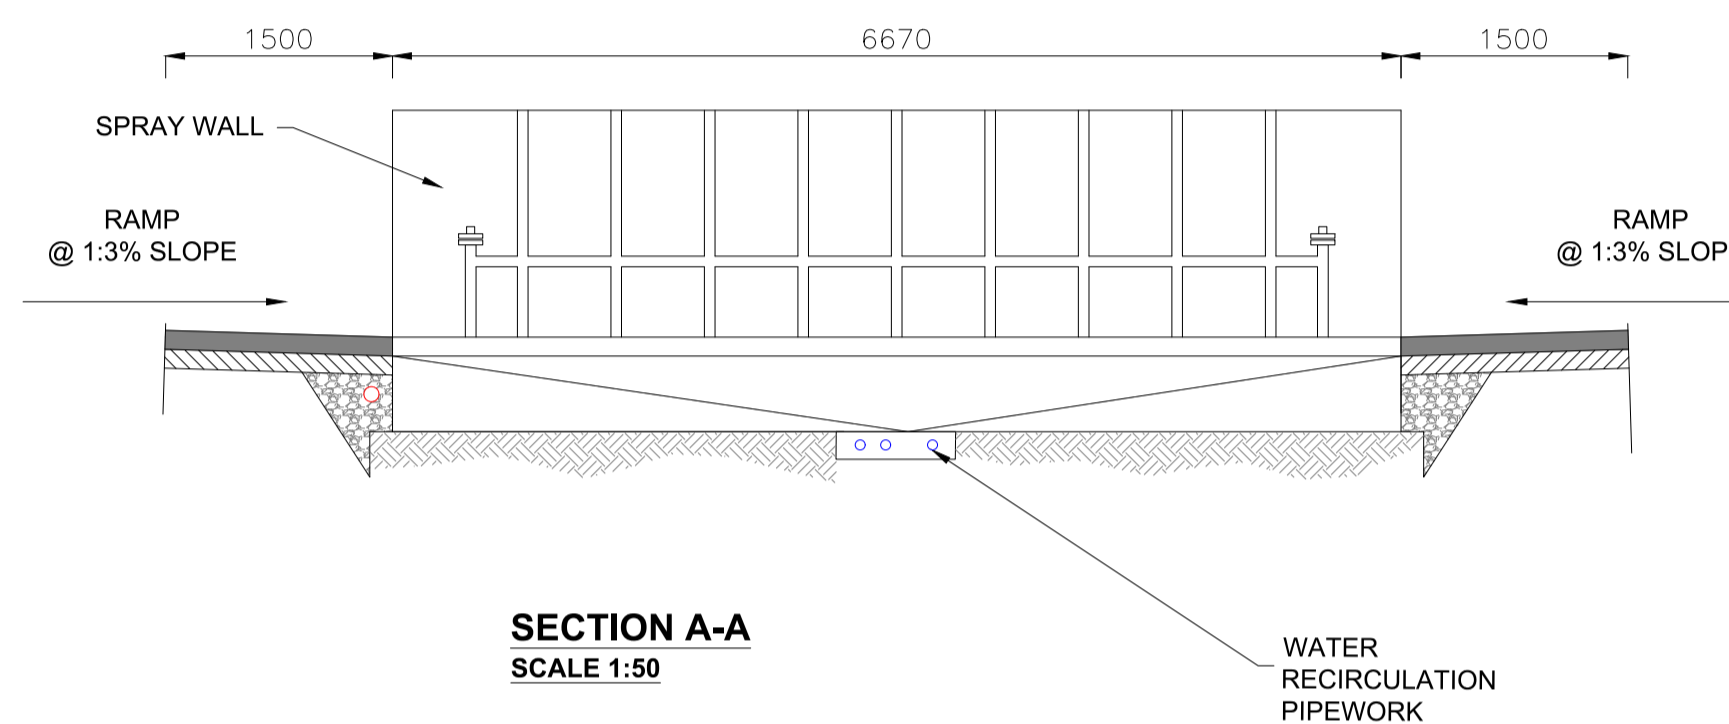 1500
6670
1500
SPRAY WALL
RAMP
@ 1:3% SLOPE
RAMP
@ 1:3% SLOP
SECTION A-A
SCALE 1:50
WATER
RECIRCULATION
PIPEWORK